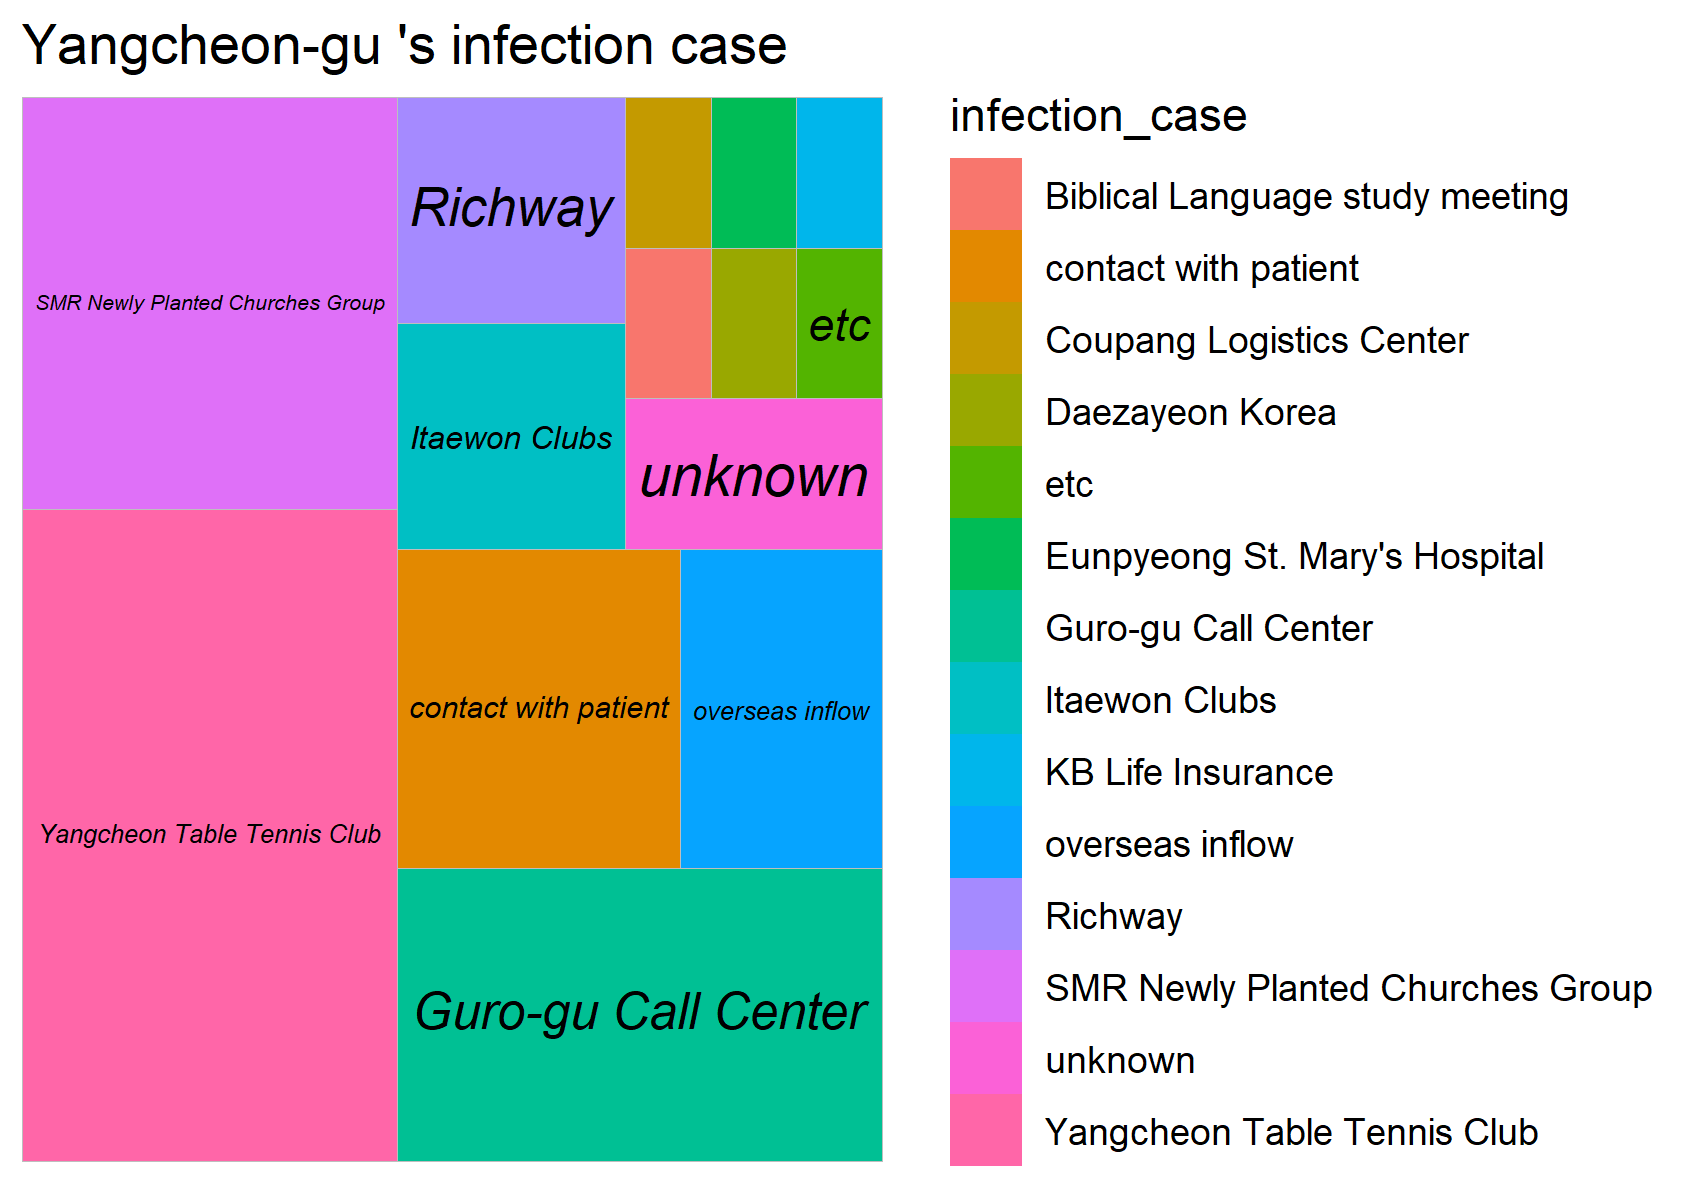 Yangcheon-gu 's infection case
SMR Newly Planted Churches Group
Richway
etc
Itaewon Clubs
unknown
contact with patient
overseas inflow
Yangcheon Table Tennis Club
Guro-gu Call Center
infection_case
Biblical Language study meeting
contact with patient
Coupang Logistics Center
Daezayeon Korea
etc
Eunpyeong St. Mary's Hospital
Guro-gu Call Center
Itaewon Clubs
KB Life Insurance
overseas inflow
Richway
SMR Newly Planted Churches Group
unknown
Yangcheon Table Tennis Club